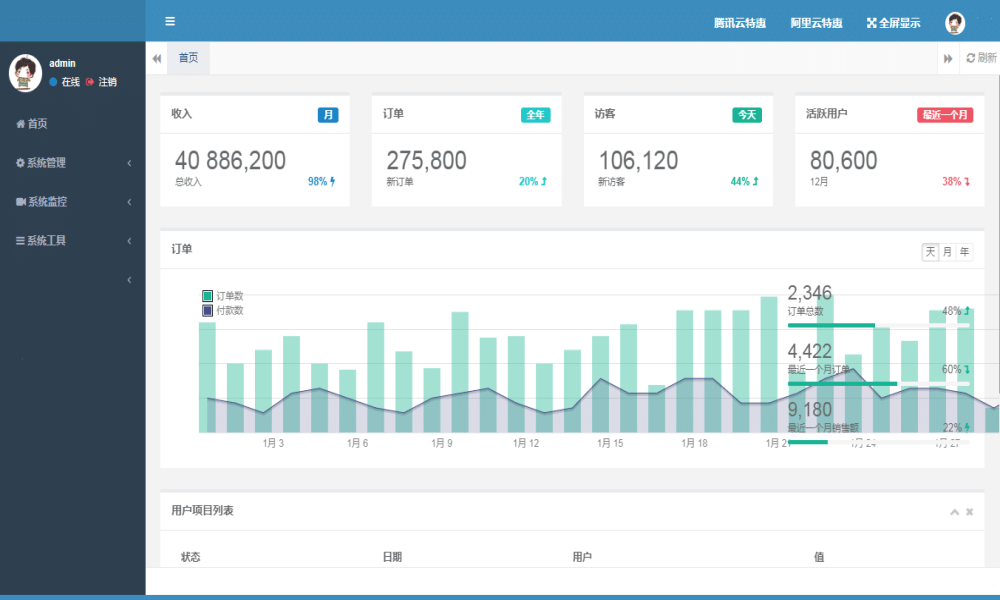 腾讯云特惠 阿里云特惠 全屏显示
首页 刷新
admin
在线 注销
首页
系统管理
系统监控
系统工具
收入 月
40 886,200
总收入 98%
订单 全年
275,800
新订单 20%
访客 今天
106,120
新访客 44%
活跃用户 最近一个月
80,600
12月 38%
订单 天 月 年
订单数
付款数
2,346
订单总数 48%
4,422
最近一个月订单 60%
9,180
最近一个月销售额 22%
1月 3 1月 6 1月 9 1月 12 1月 15 1月 18 1月 21 1月 24 1月 27
用户项目列表
状态 日期 用户 值